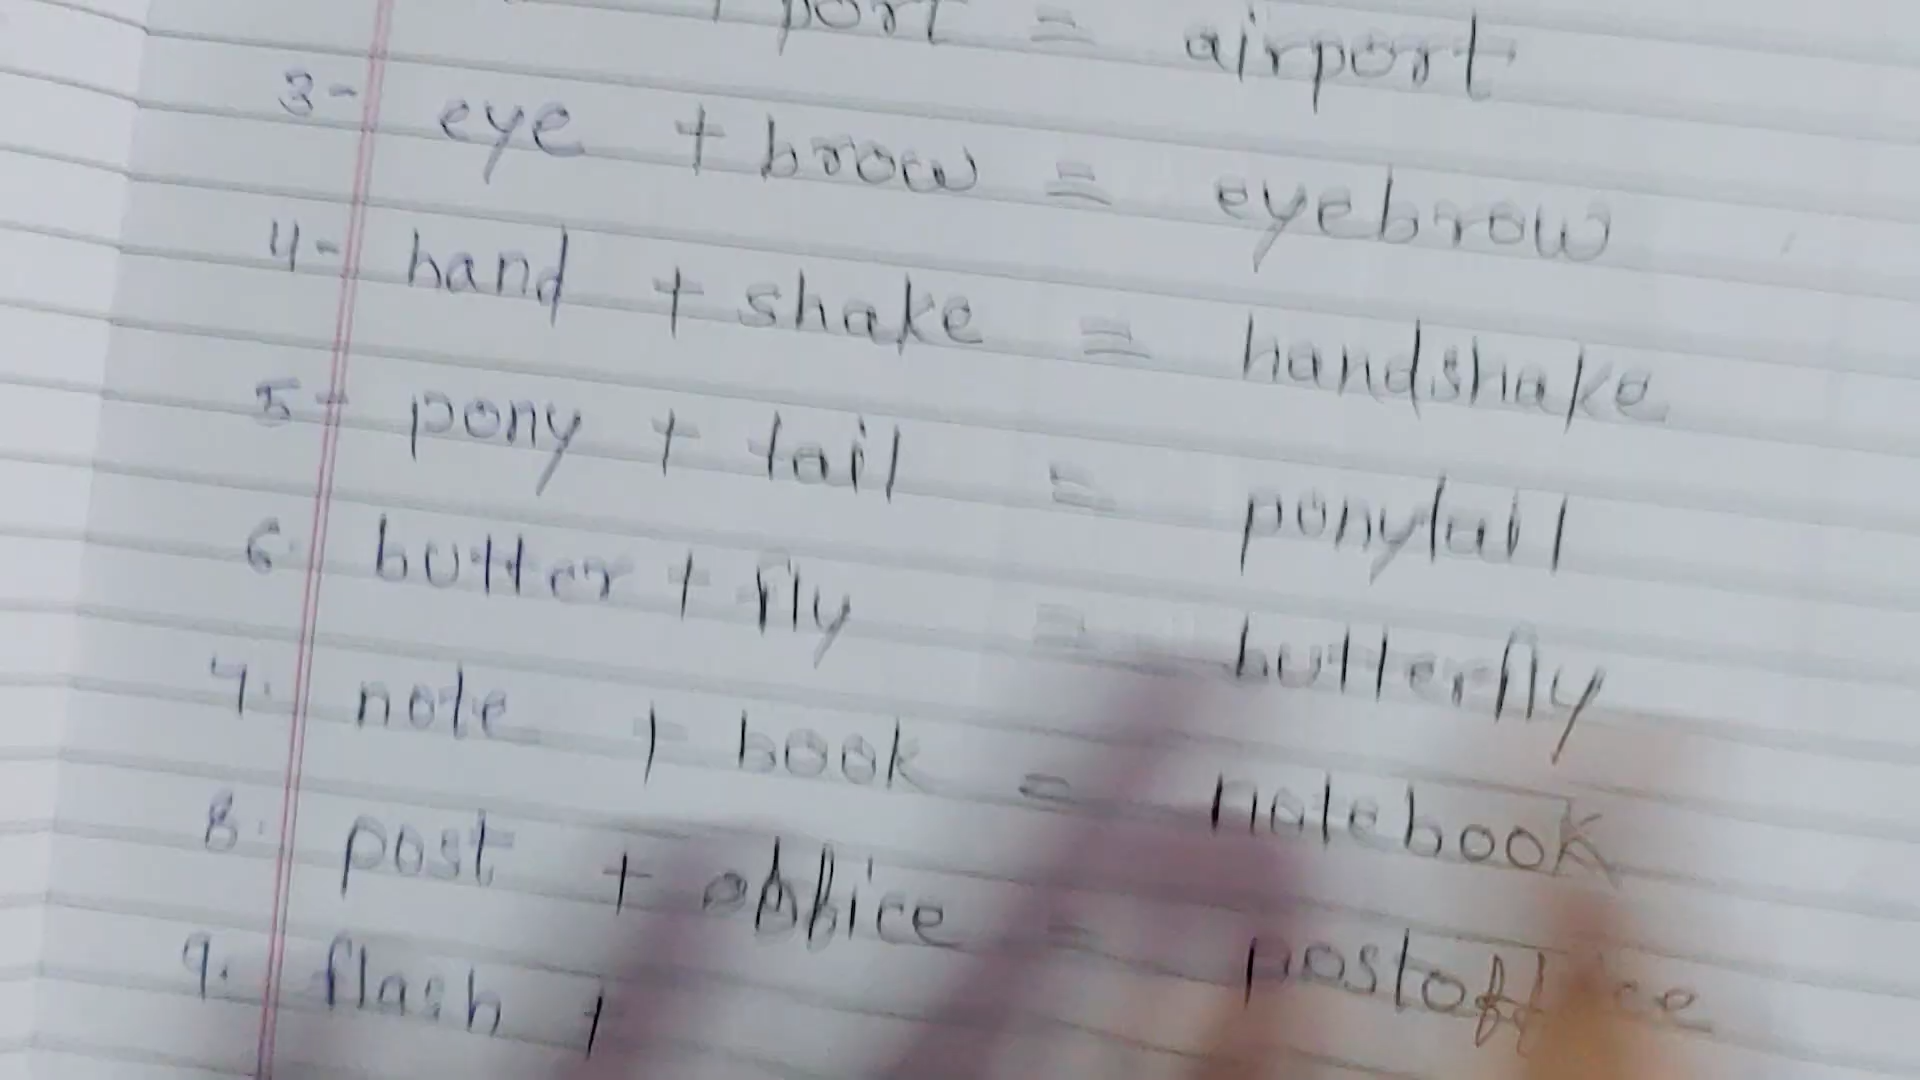 + port = airport
3- eye + brow = eyebrow
4- hand + shake = handshake
5- pony + tail = ponytail
6. butter + fly = butterfly
7. note + book = notebook
8. post + office = postoffice
9. flash +